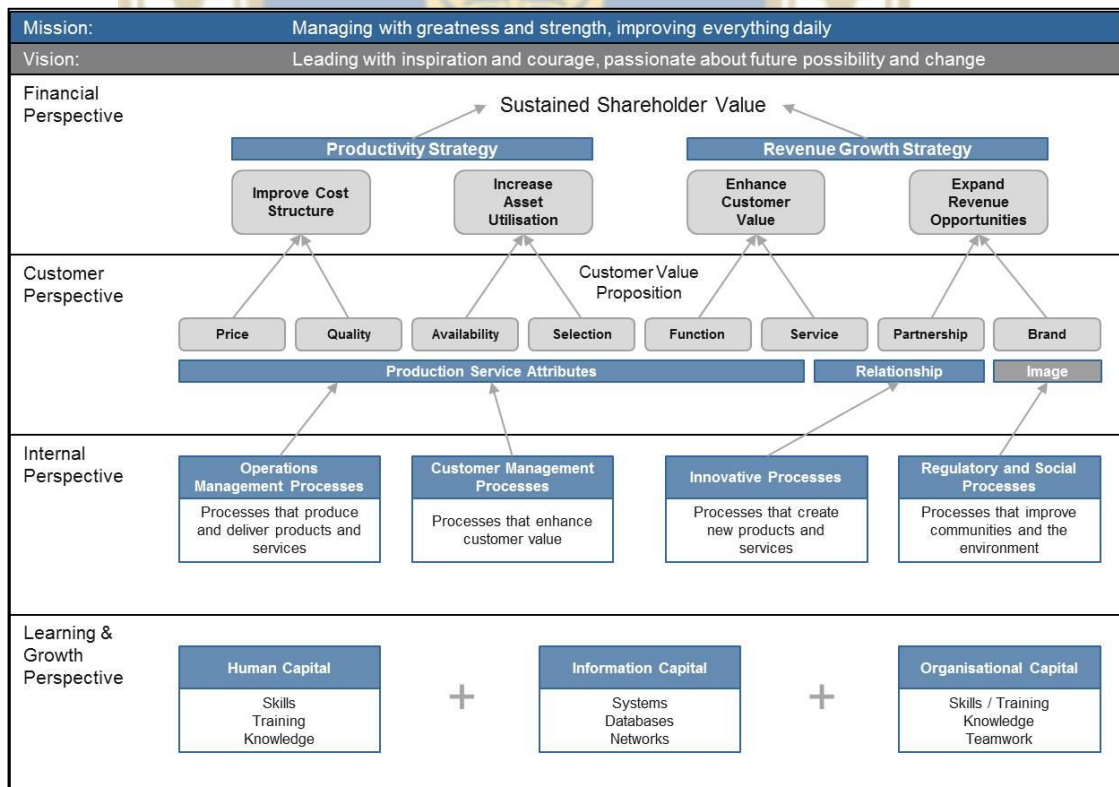 Mission: Managing with greatness and strength, improving everything daily
Vision: Leading with inspiration and courage, passionate about future possibility and change
Financial
Perspective
Sustained Shareholder Value
Productivity Strategy
Revenue Growth Strategy
Improve Cost
Structure
Increase
Asset
Utilisation
Enhance
Customer
Value
Expand
Revenue
Opportunities
Customer
Perspective
Customer Value
Proposition
Price
Quality
Availability
Selection
Function
Service
Partnership
Brand
Production Service Attributes
Relationship
Image
Internal
Perspective
Operations
Management Processes
Processes that produce
and deliver products and
services
Customer Management
Processes
Processes that enhance
customer value
Innovative Processes
Processes that create
new products and
services
Regulatory and Social
Processes
Processes that improve
communities and the
environment
Learning &
Growth
Perspective
Human Capital
Skills
Training
Knowledge
+
Information Capital
Systems
Databases
Networks
+
Organisational Capital
Skills / Training
Knowledge
Teamwork